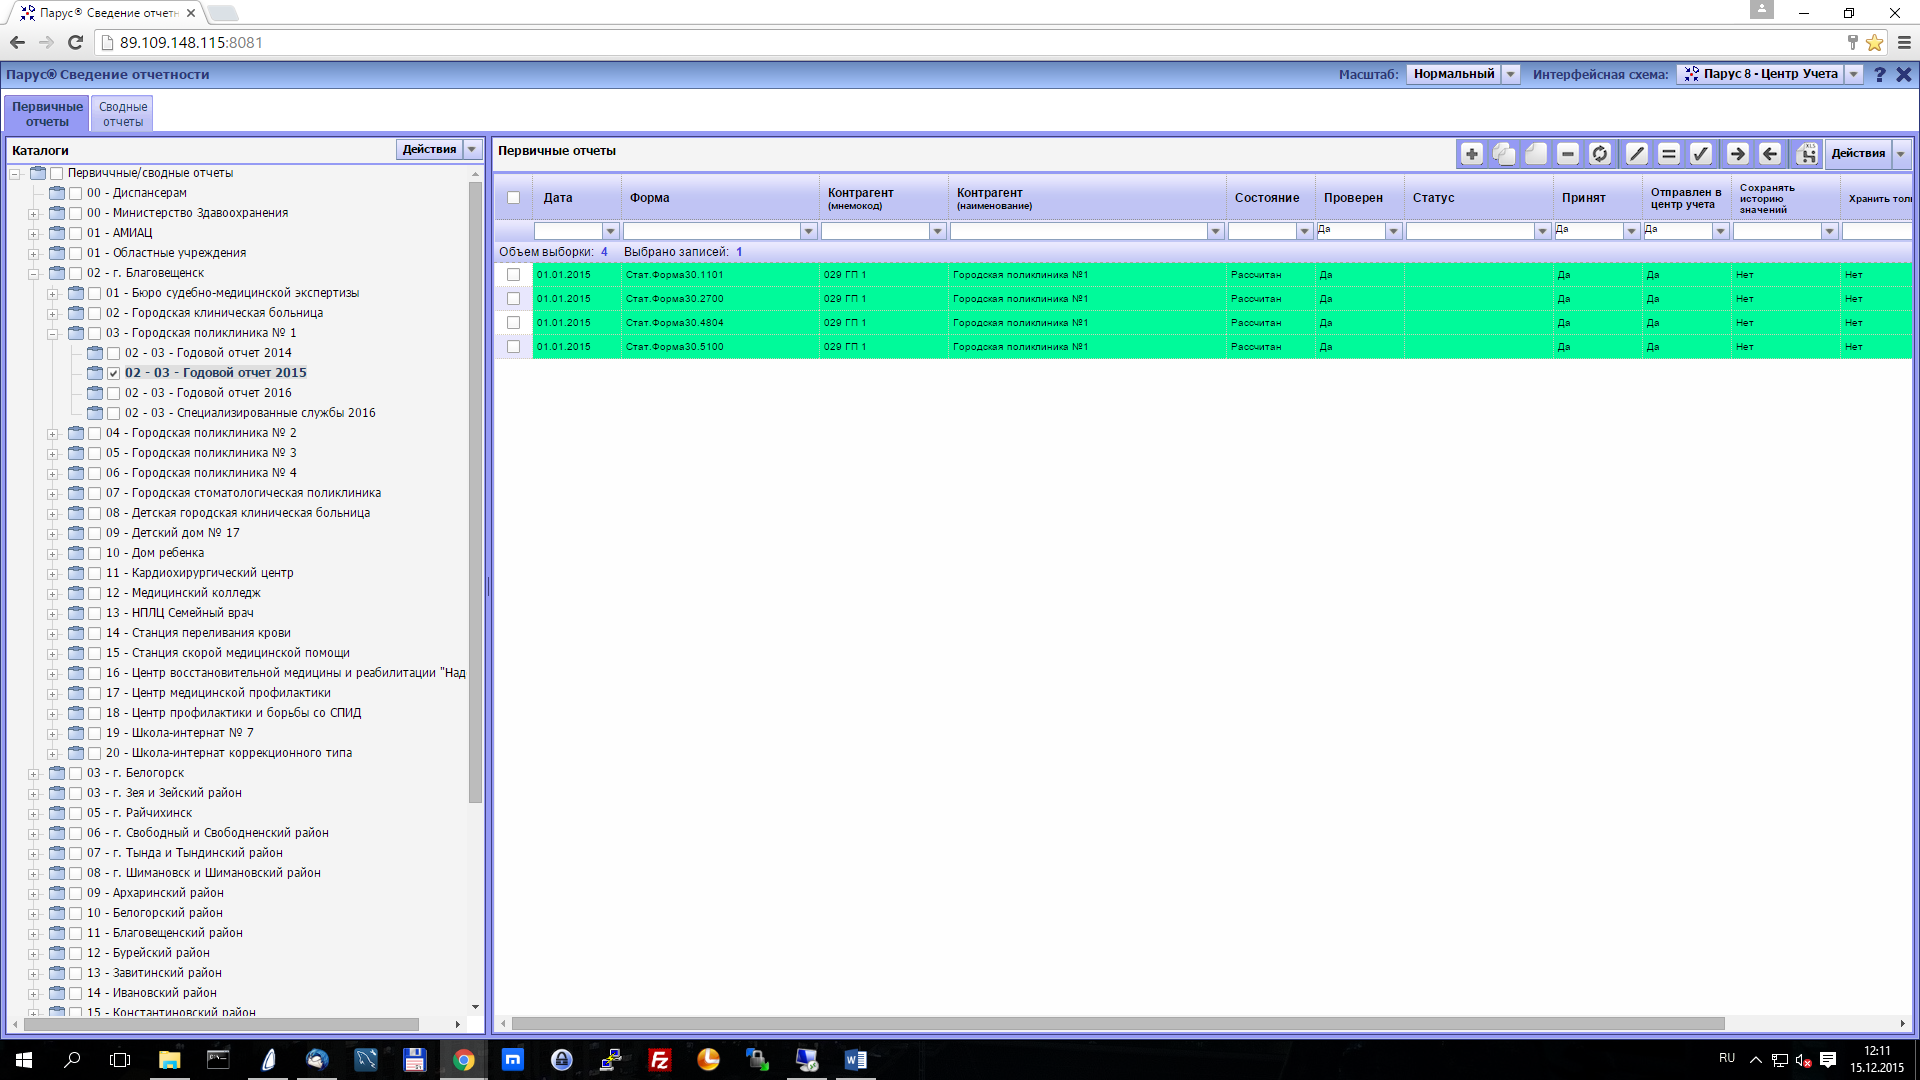 Парус® Сведение отчетн
89.109.148.115:8081
Парус® Сведение отчетности
Масштаб: Нормальный Интерфейсная схема: Парус 8 - Центр Учета
Первичные отчеты
Сводные отчеты
Каталоги
Действия
Первичные/сводные отчеты
00 - Диспансерам
00 - Министерство Здавоохранения
01 - АМИАЦ
01 - Областные учреждения
02 - г. Благовещенск
01 - Бюро судебно-медицинской экспертизы
02 - Городская клиническая больница
03 - Городская поликлиника № 1
02 - 03 - Годовой отчет 2014
02 - 03 - Годовой отчет 2015
02 - 03 - Годовой отчет 2016
02 - 03 - Специализированные службы 2016
04 - Городская поликлиника № 2
05 - Городская поликлиника № 3
06 - Городская поликлиника № 4
07 - Городская стоматологическая поликлиника
08 - Детская городская клиническая больница
09 - Детский дом № 17
10 - Дом ребенка
11 - Кардиохирургический центр
12 - Медицинский колледж
13 - НПЛЦ Семейный врач
14 - Станция переливания крови
15 - Станция скорой медицинской помощи
16 - Центр восстановительной медицины и реабилитации "Над
17 - Центр медицинской профилактики
18 - Центр профилактики и борьбы со СПИД
19 - Школа-интернат № 7
20 - Школа-интернат коррекционного типа
03 - г. Белогорск
03 - г. Зея и Зейский район
05 - г. Райчихинск
06 - г. Свободный и Свободненский район
07 - г. Тында и Тындинский район
08 - г. Шимановск и Шимановский район
09 - Архаринский район
10 - Белогорский район
11 - Благовещенский район
12 - Бурейский район
13 - Завитинский район
14 - Ивановский район
15 - Константиновский район
Первичные отчеты
XLS
Действия
Дата Форма Контрагент (мнемокод) Контрагент (наименование) Состояние Проверен Статус Принят Отправлен в центр учета Сохранять историю значений Хранить толь
Да Да Да
Объем выборки: 4 Выбрано записей: 1
01.01.2015 Стат.Форма30.1101 029 ГП 1 Городская поликлиника №1 Рассчитан Да Да Да Нет Нет
01.01.2015 Стат.Форма30.2700 029 ГП 1 Городская поликлиника №1 Рассчитан Да Да Да Нет Нет
01.01.2015 Стат.Форма30.4804 029 ГП 1 Городская поликлиника №1 Рассчитан Да Да Да Нет Нет
01.01.2015 Стат.Форма30.5100 029 ГП 1 Городская поликлиника №1 Рассчитан Да Да Да Нет Нет
RU
12:11
15.12.2015